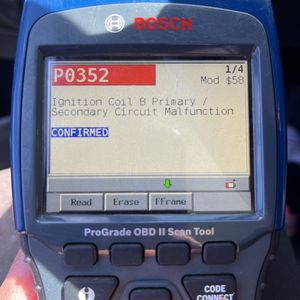 BOSCH
P0352
1/4
Mod $58
Ignition Coil B Primary /
Secondary Circuit Malfunction
CONFIRMED
Read Erase FFrame
ProGrade OBD II Scan Tool
CODE
CONNECT